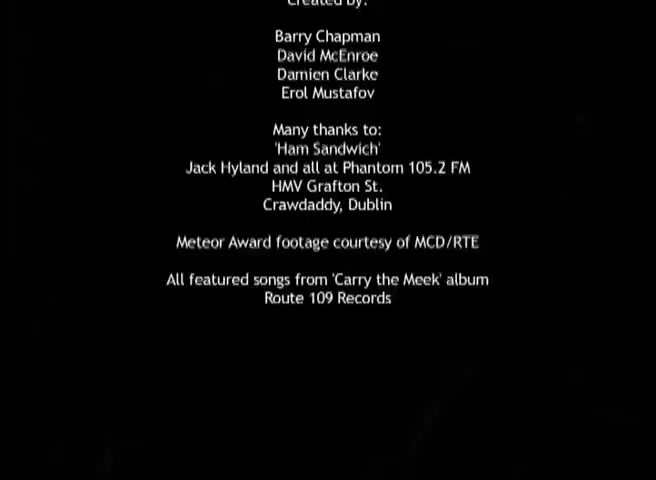 Created by:
Barry Chapman
David McEnroe
Damien Clarke
Erol Mustafov
Many thanks to:
'Ham Sandwich'
Jack Hyland and all at Phantom 105.2 FM
HMV Grafton St.
Crawdaddy, Dublin
Meteor Award footage courtesy of MCD/RTE
All featured songs from 'Carry the Meek' album
Route 109 Records